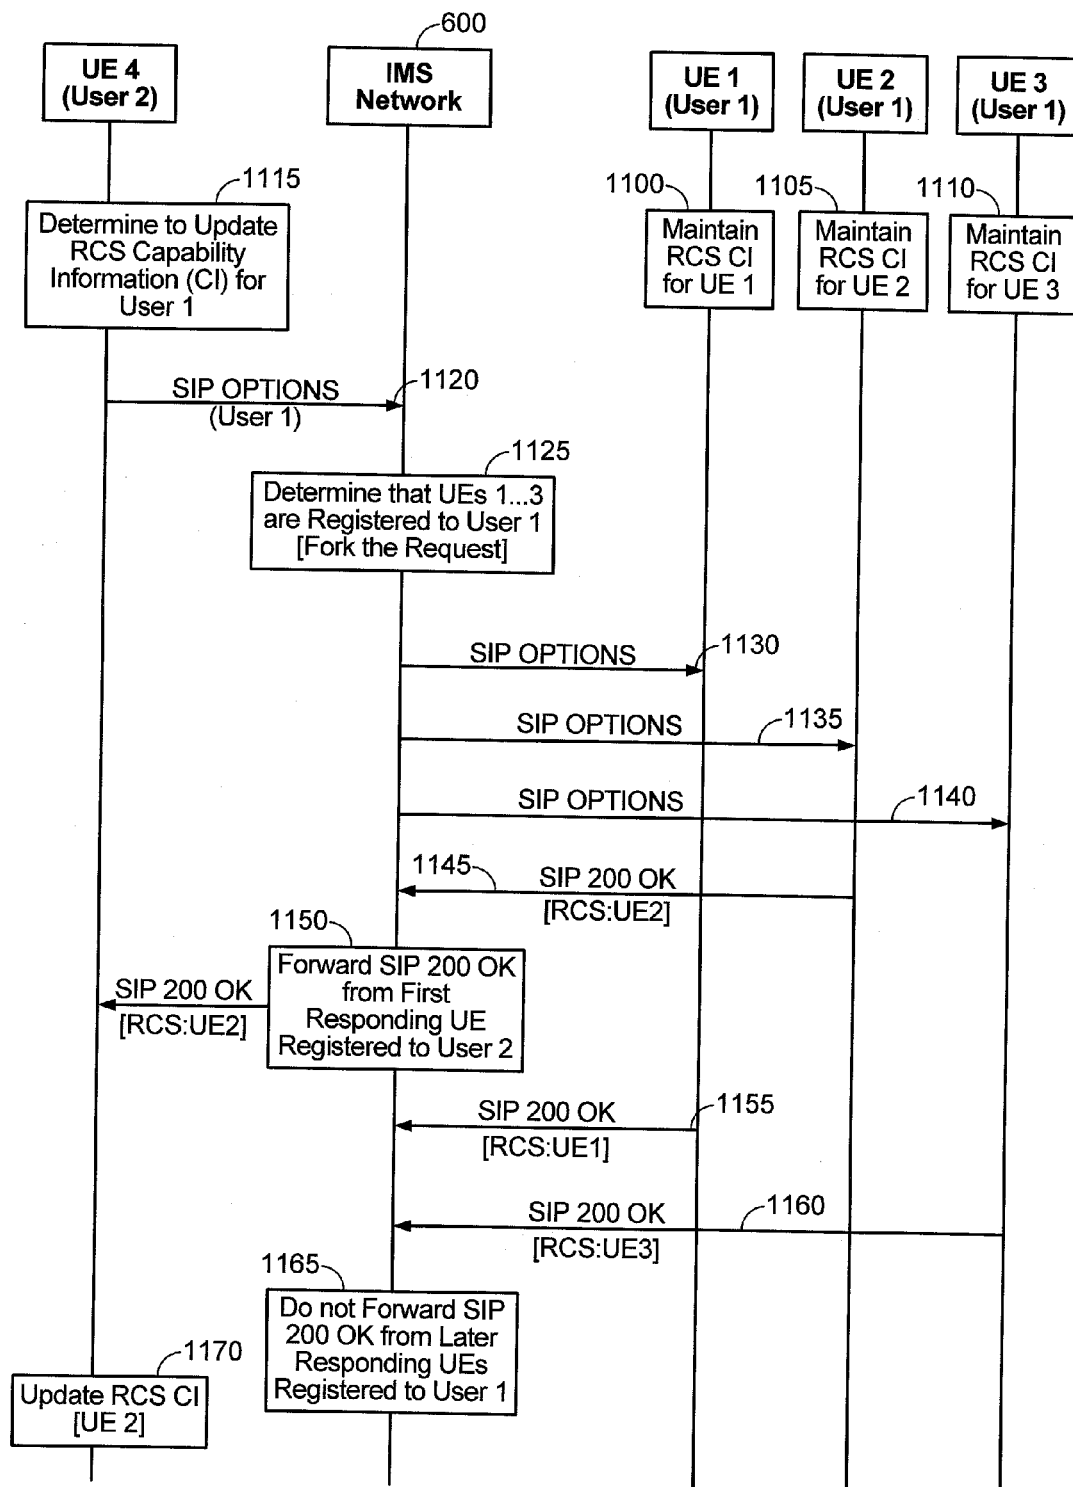 600
UE 4
(User 2)
IMS
Network
UE 1
(User 1)
UE 2
(User 1)
UE 3
(User 1)
1115
Determine to Update
RCS Capability
Information (CI) for
User 1
1100
Maintain
RCS CI
for UE 1
1105
Maintain
RCS CI
for UE 2
1110
Maintain
RCS CI
for UE 3
SIP OPTIONS
(User 1)
1120
1125
Determine that UEs 1...3
are Registered to User 1
[Fork the Request]
SIP OPTIONS
1130
SIP OPTIONS
1135
SIP OPTIONS
1140
1145
SIP 200 OK
[RCS:UE2]
1150
Forward SIP 200 OK
from First
Responding UE
Registered to User 2
SIP 200 OK
[RCS:UE2]
SIP 200 OK
[RCS:UE1]
1155
SIP 200 OK
[RCS:UE3]
1160
1165
Do not Forward SIP
200 OK from Later
Responding UEs
Registered to User 1
1170
Update RCS CI
[UE 2]